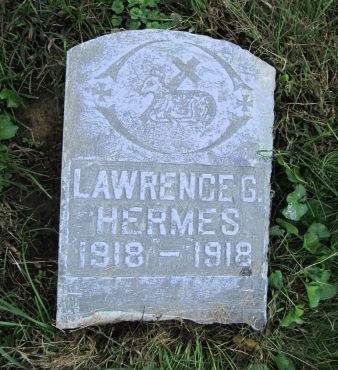 LAWRENCE G.
HERMES
1918 - 1918